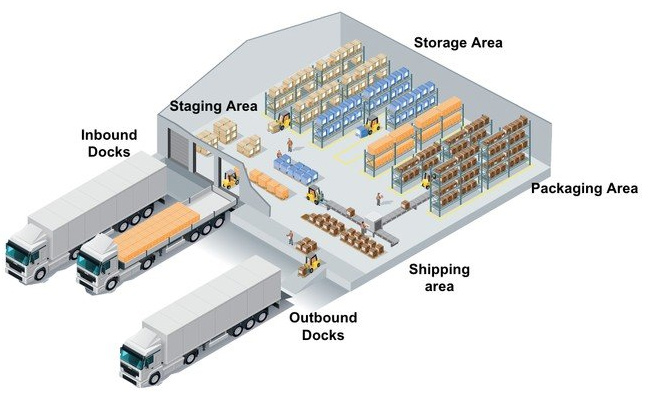 Storage Area
Staging Area
Inbound
Docks
Packaging Area
Shipping
area
Outbound
Docks